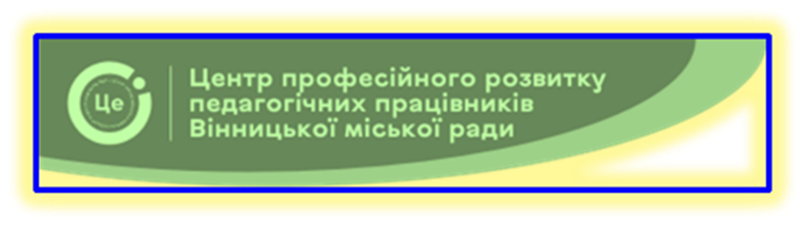 Це
Центр професійного розвитку
педагогічних працівників
Вінницької міської ради